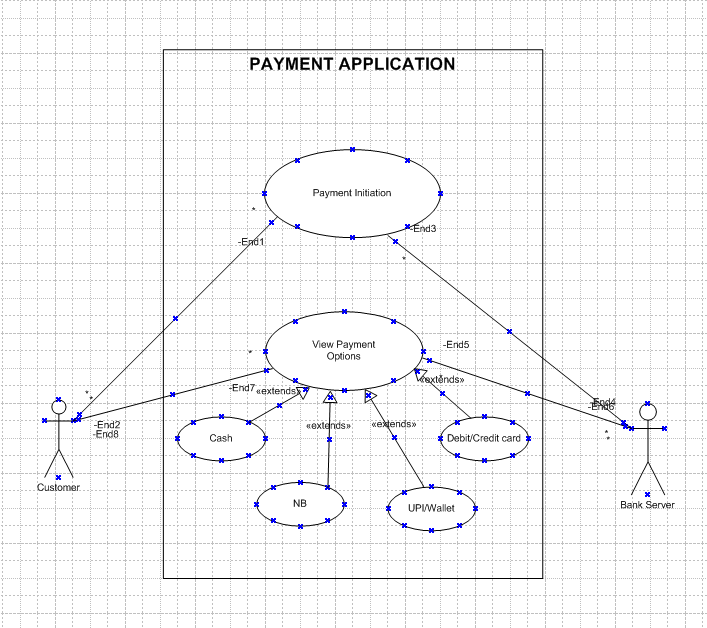 PAYMENT APPLICATION
Payment Initiation
*
-End1
-End3
*
View Payment
Options
*
-End5
-End7
«extends»
«extends»
«extends»
«extends»
*
*
*
-End2
-End8
-End4
-End6
*
*
Cash
Debit/Credit card
NB
UPI/Wallet
Customer
Bank Server